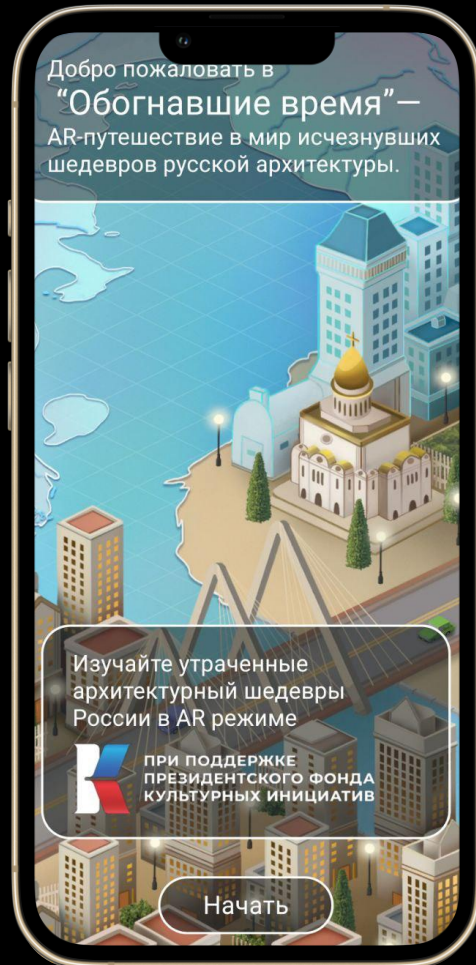 Добро пожаловать в
“Обогнавшие время”—
AR-путешествие в мир исчезнувших
шедевров русской архитектуры.
Изучайте утраченные
архитектурный шедевры
России в AR режиме
ПРИ ПОДДЕРЖКЕ
ПРЕЗИДЕНТСКОГО ФОНДА
КУЛЬТУРНЫХ ИНИЦИАТИВ
Начать